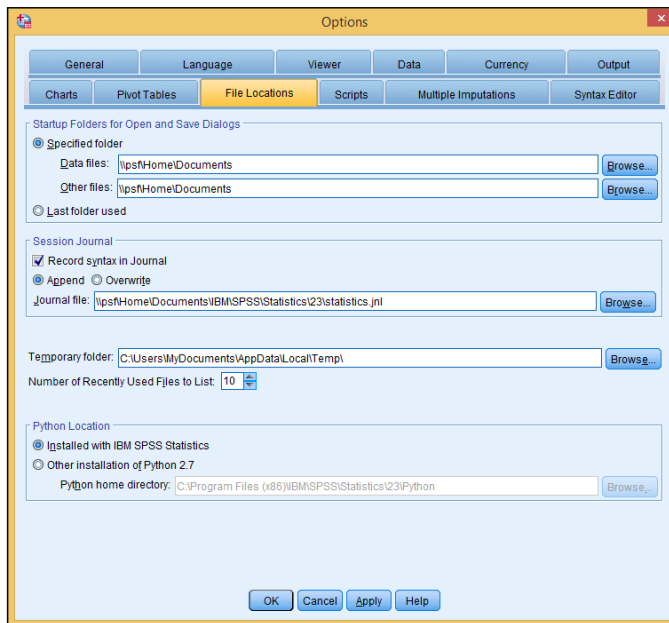 Options
General Language Viewer Data Currency Output
Charts Pivot Tables File Locations Scripts Multiple Imputations Syntax Editor
Startup Folders for Open and Save Dialogs
Specified folder
Data files: \\psf\Home\Documents Browse...
Other files: \\psf\Home\Documents Browse...
Last folder used
Session Journal
Record syntax in Journal
Append Overwrite
Journal file: \\psf\Home\Documents\IBM\SPSS\Statistics\23\statistics.jnl Browse...
Temporary folder: C:\Users\MyDocuments\AppData\Local\Temp\ Browse...
Number of Recently Used Files to List: 10
Python Location
Installed with IBM SPSS Statistics
Other installation of Python 2.7
Python home directory: C:\Program Files (x86)\IBM\SPSS\Statistics\23\Python Browse...
OK Cancel Apply Help